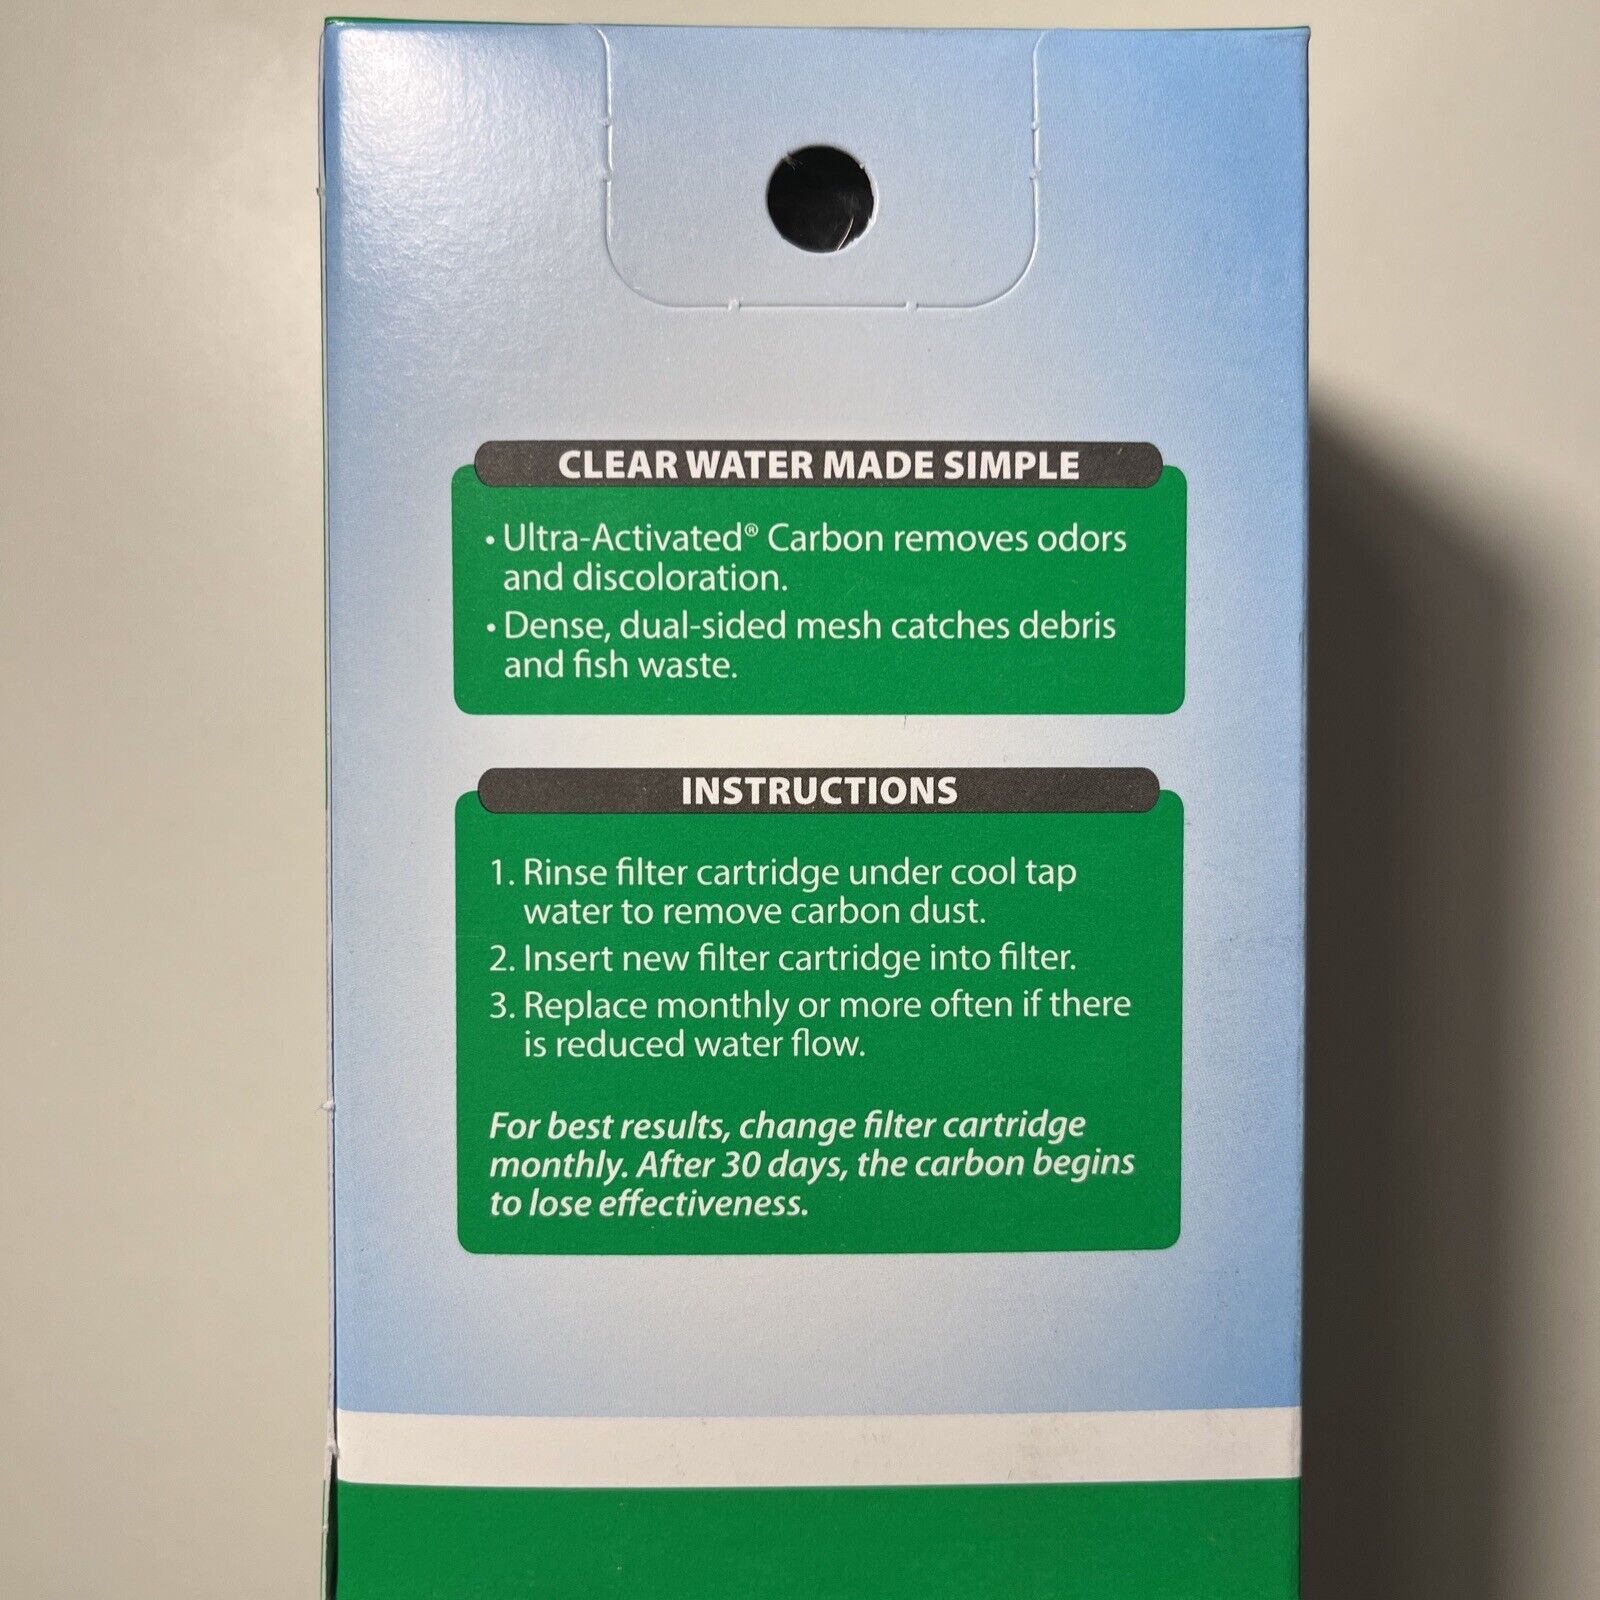 CLEAR WATER MADE SIMPLE
• Ultra-Activated® Carbon removes odors
and discoloration.
• Dense, dual-sided mesh catches debris
and fish waste.
INSTRUCTIONS
1. Rinse filter cartridge under cool tap
water to remove carbon dust.
2. Insert new filter cartridge into filter.
3. Replace monthly or more often if there
is reduced water flow.
For best results, change filter cartridge
monthly. After 30 days, the carbon begins
to lose effectiveness.